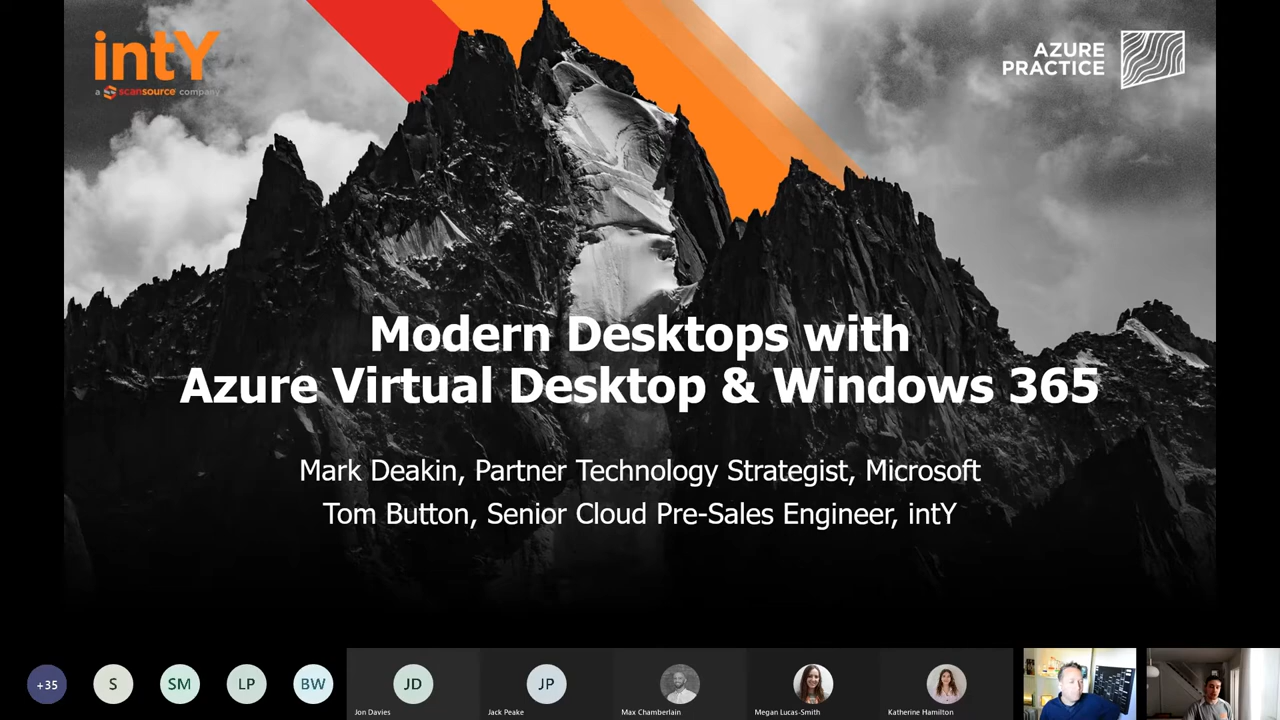 intY
a scansource company
AZURE
PRACTICE
Modern Desktops with
Azure Virtual Desktop & Windows 365
Mark Deakin, Partner Technology Strategist, Microsoft
Tom Button, Senior Cloud Pre-Sales Engineer, intY
+35
S
SM
LP
BW
JD
JP
Jon Davies
Jack Peake
Max Chamberlain
Megan Lucas-Smith
Katherine Hamilton